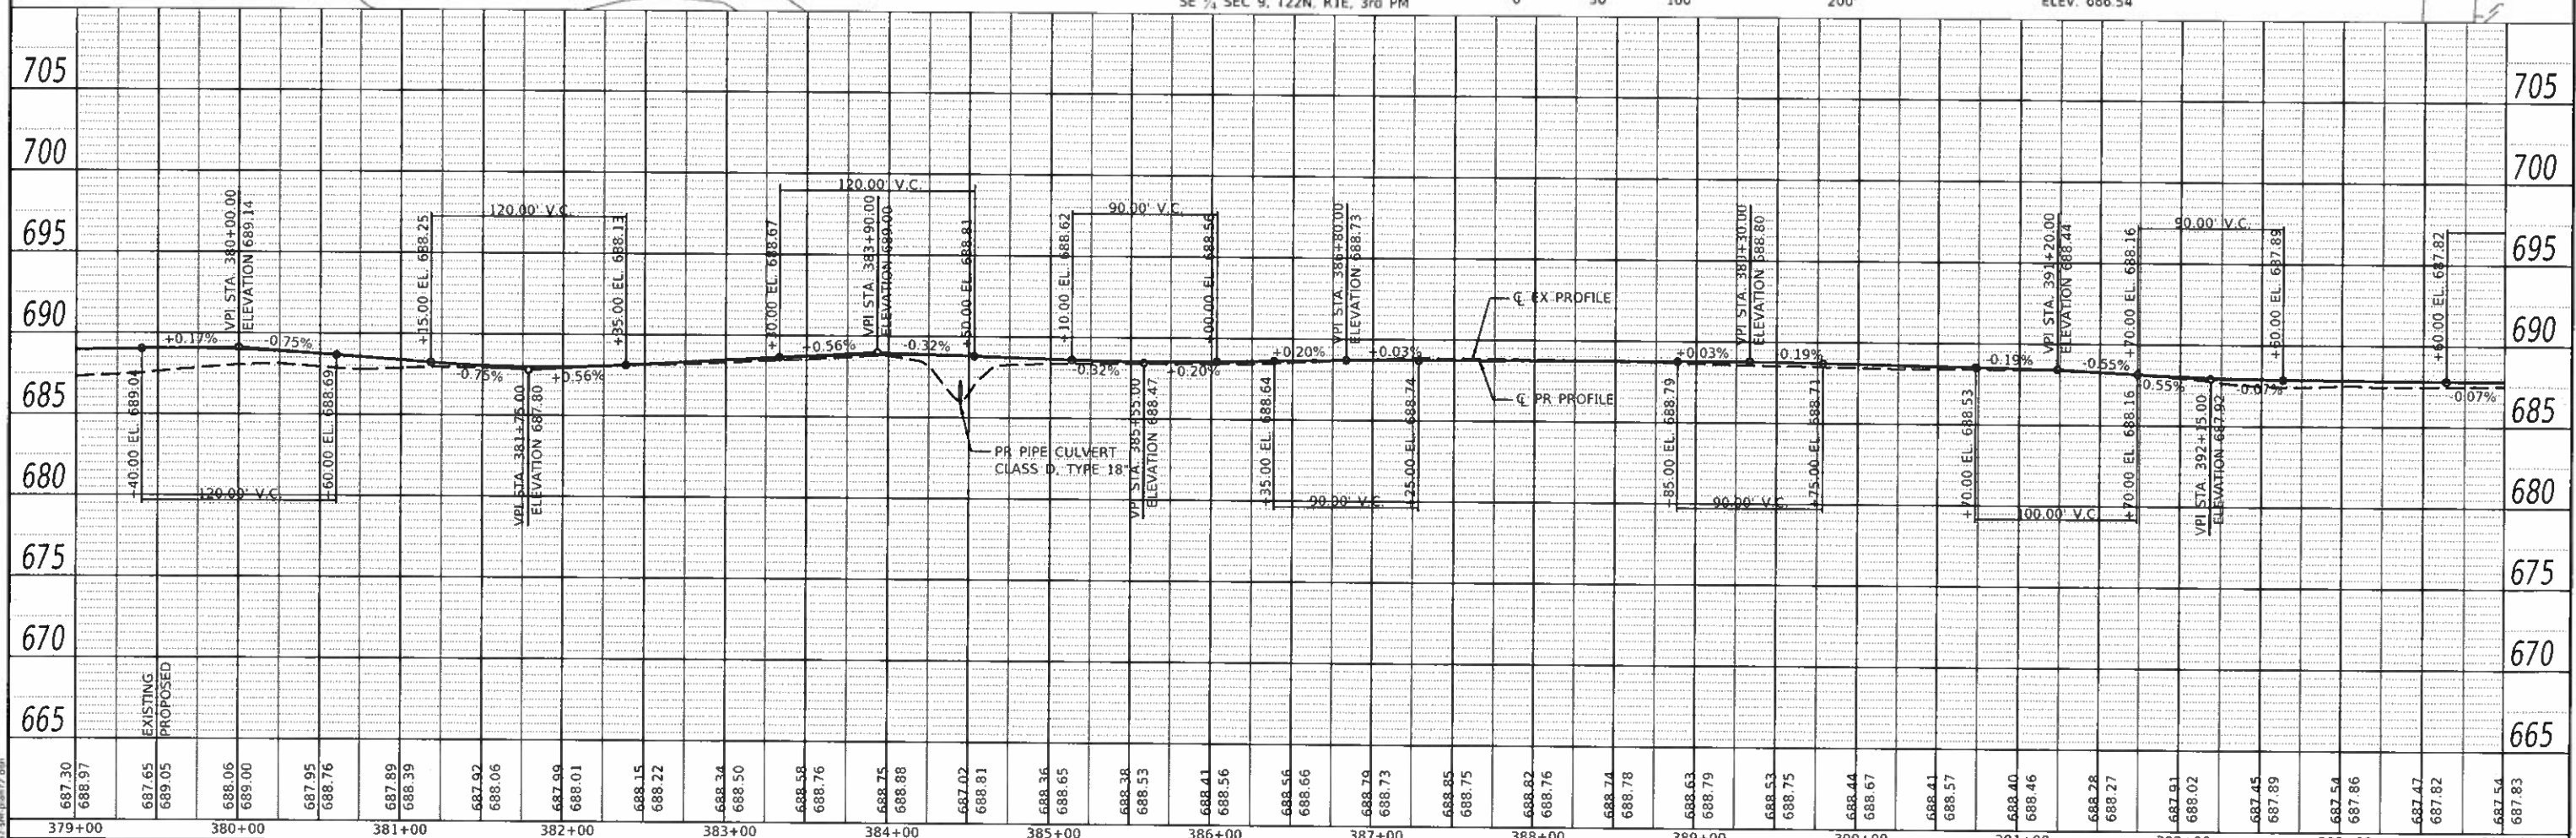 SE ¼ SEC 9, T22N, R1E, 3rd PM
0 50 100 200
ELEV. 686.54
705
705
700
700
695
695
690
690
685
685
680
680
675
675
670
670
665
665
+40.00 EL. 689.04
120.00' V.C.
+60.00 EL. 688.69
+0.17%
VPI STA. 380+00.00
ELEVATION 689.14
-0.75%
+15.00 EL. 688.25
120.00' V.C.
+35.00 EL. 688.13
-0.75%
VPI STA. 381+75.00
ELEVATION 687.80
+0.56%
+30.00 EL. 688.67
120.00' V.C.
+50.00 EL. 688.81
+0.56%
VPI STA. 383+90.00
ELEVATION 689.00
-0.32%
PR PIPE CULVERT
CLASS D, TYPE 18"
+10.00 EL. 688.62
90.00' V.C.
+00.00 EL. 688.56
-0.32%
VPI STA. 385+55.00
ELEVATION 688.47
+0.20%
+35.00 EL. 688.64
90.00' V.C.
+25.00 EL. 688.74
+0.20%
VPI STA. 386+80.00
ELEVATION 688.73
+0.03%
℄ EX PROFILE
℄ PR PROFILE
+85.00 EL. 688.79
90.00' V.C.
+75.00 EL. 688.71
+0.03%
VPI STA. 389+30.00
ELEVATION 688.80
-0.19%
+70.00 EL. 688.53
100.00' V.C.
+70.00 EL. 688.16
-0.19%
VPI STA. 391+20.00
ELEVATION 688.44
-0.55%
+70.00 EL. 688.16
90.00' V.C.
+60.00 EL. 687.89
-0.55%
VPI STA. 392+15.00
ELEVATION 687.92
-0.07%
+60.00 EL. 687.82
-0.07%
EXISTING
PROPOSED
687.30
688.97
687.65
689.05
688.06
689.00
687.95
688.76
687.89
688.39
687.92
688.06
687.99
688.01
688.15
688.22
688.34
688.50
688.58
688.76
688.75
688.88
687.02
688.81
688.36
688.65
688.38
688.53
688.41
688.56
688.56
688.66
688.79
688.73
688.85
688.75
688.82
688.76
688.74
688.78
688.63
688.79
688.53
688.75
688.44
688.67
688.41
688.57
688.40
688.46
688.28
688.27
687.91
688.02
687.45
687.89
687.54
687.86
687.47
687.82
687.54
687.83
379+00
380+00
381+00
382+00
383+00
384+00
385+00
386+00
387+00
388+00